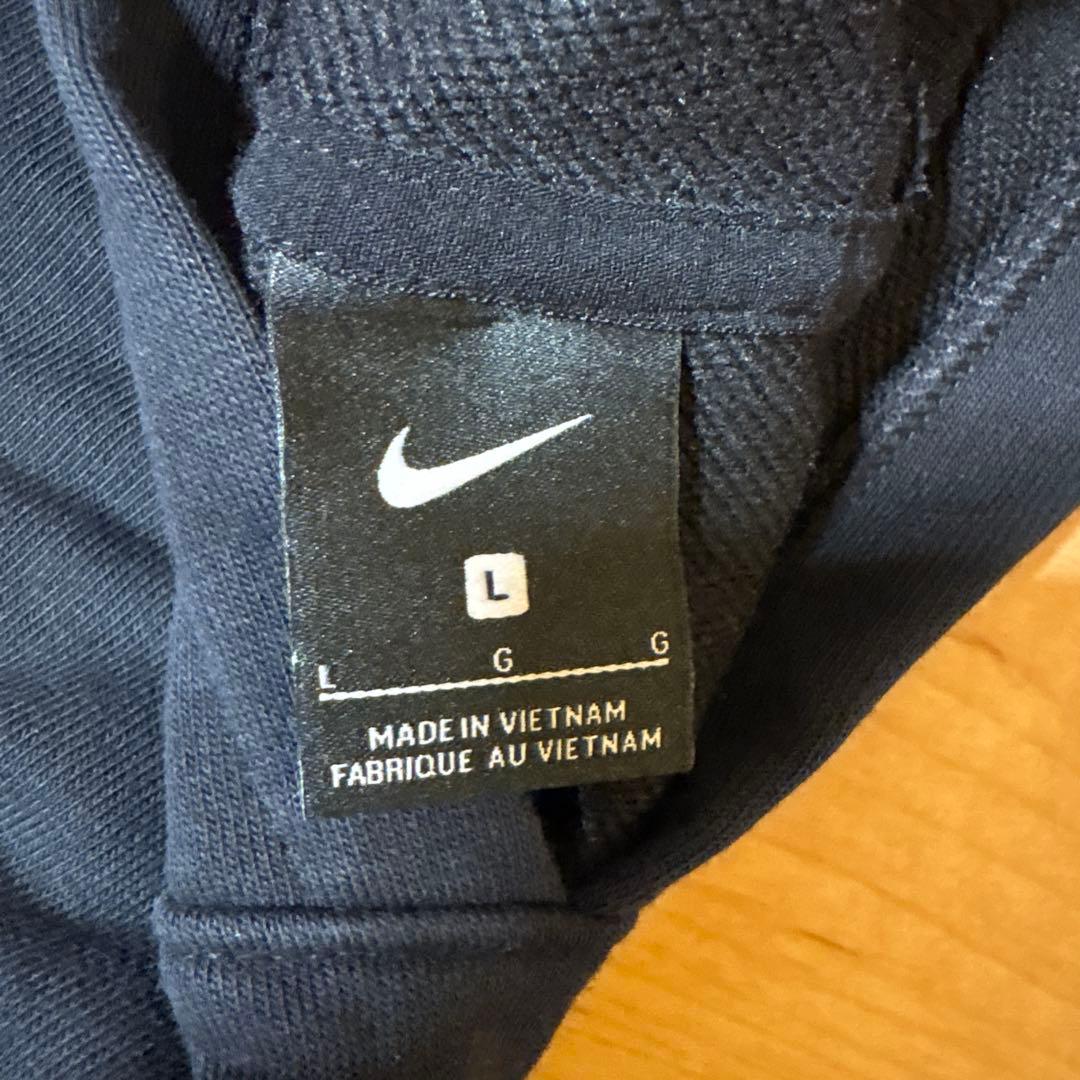 L
L G G
MADE IN VIETNAM
FABRIQUE AU VIETNAM